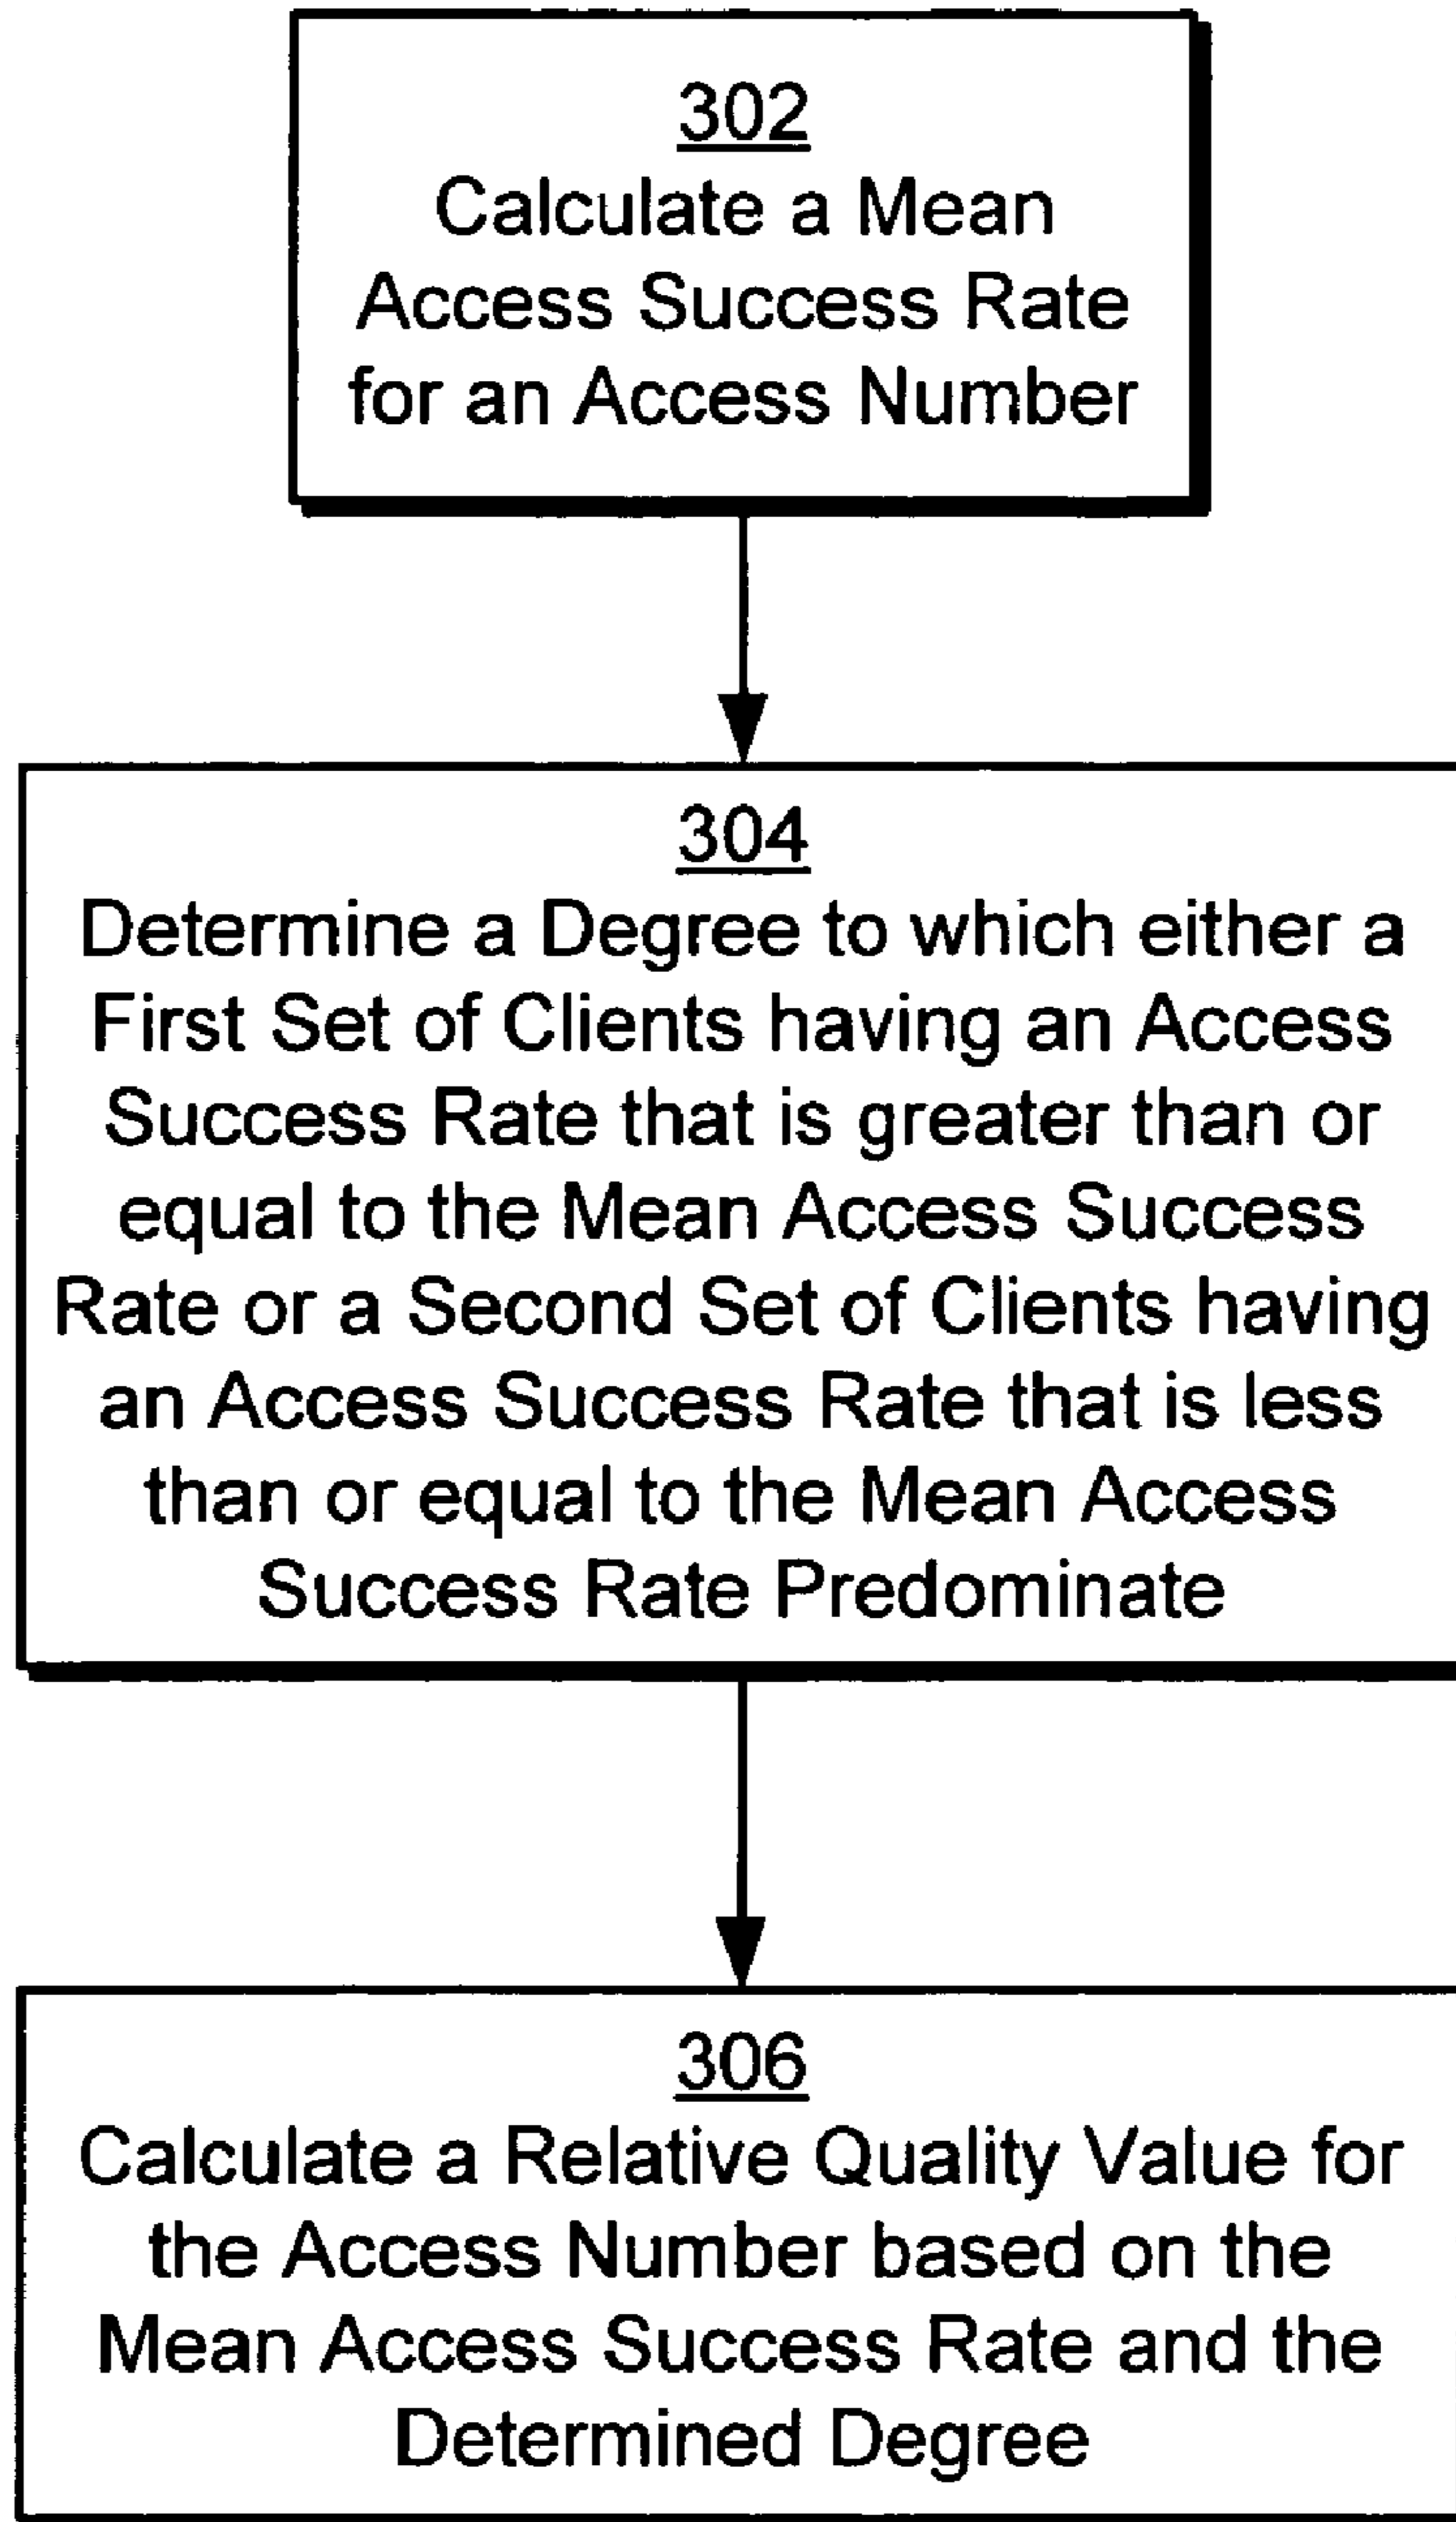 302
Calculate a Mean
Access Success Rate
for an Access Number
304
Determine a Degree to which either a
First Set of Clients having an Access
Success Rate that is greater than or
equal to the Mean Access Success
Rate or a Second Set of Clients having
an Access Success Rate that is less
than or equal to the Mean Access
Success Rate Predominate
306
Calculate a Relative Quality Value for
the Access Number based on the
Mean Access Success Rate and the
Determined Degree